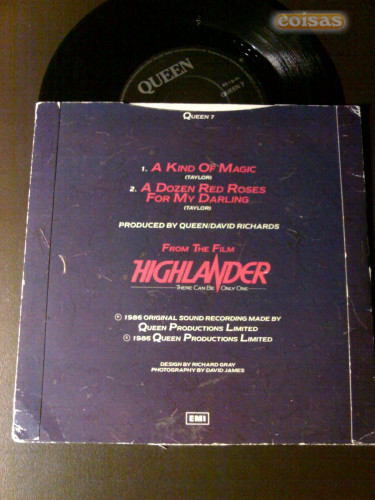 coisas
QUEEN
QUEEN 7
QUEEN 7
1. A KIND OF MAGIC
(TAYLOR)
2. A DOZEN RED ROSES
FOR MY DARLING
(TAYLOR)
PRODUCED BY QUEEN/DAVID RICHARDS
FROM THE FILM
HIGHLANDER
THERE CAN BE ONLY ONE
℗ 1986 ORIGINAL SOUND RECORDING MADE BY
QUEEN PRODUCTIONS LIMITED
© 1986 QUEEN PRODUCTIONS LIMITED
DESIGN BY RICHARD GRAY
PHOTOGRAPHY BY DAVID JAMES
EMI